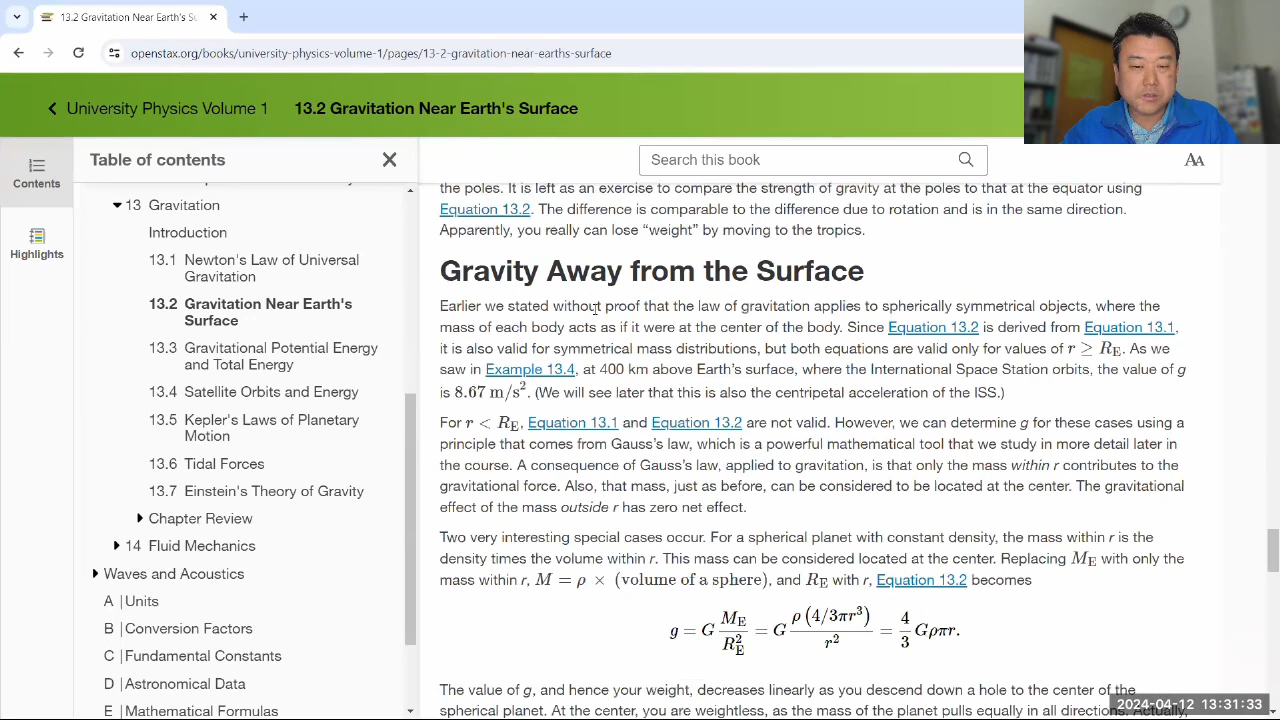 13.2 Gravitation Near Earth's Su
openstax.org/books/university-physics-volume-1/pages/13-2-gravitation-near-earths-surface
University Physics Volume 1
13.2 Gravitation Near Earth's Surface
Contents
Highlights
Table of contents
13 Gravitation
Introduction
13.1 Newton's Law of Universal
Gravitation
13.2 Gravitation Near Earth's
Surface
13.3 Gravitational Potential Energy
and Total Energy
13.4 Satellite Orbits and Energy
13.5 Kepler's Laws of Planetary
Motion
13.6 Tidal Forces
13.7 Einstein's Theory of Gravity
Chapter Review
14 Fluid Mechanics
Waves and Acoustics
A | Units
B | Conversion Factors
C | Fundamental Constants
D | Astronomical Data
E | Mathematical Formulas
Search this book
AA
the poles. It is left as an exercise to compare the strength of gravity at the poles to that at the equator using
Equation 13.2. The difference is comparable to the difference due to rotation and is in the same direction.
Apparently, you really can lose “weight” by moving to the tropics.
Gravity Away from the Surface
Earlier we stated without proof that the law of gravitation applies to spherically symmetrical objects, where the
mass of each body acts as if it were at the center of the body. Since Equation 13.2 is derived from Equation 13.1,
it is also valid for symmetrical mass distributions, but both equations are valid only for values of r ≥ R_E. As we
saw in Example 13.4, at 400 km above Earth’s surface, where the International Space Station orbits, the value of g
is 8.67 m/s². (We will see later that this is also the centripetal acceleration of the ISS.)
For r < R_E, Equation 13.1 and Equation 13.2 are not valid. However, we can determine g for these cases using a
principle that comes from Gauss’s law, which is a powerful mathematical tool that we study in more detail later in
the course. A consequence of Gauss’s law, applied to gravitation, is that only the mass within r contributes to the
gravitational force. Also, that mass, just as before, can be considered to be located at the center. The gravitational
effect of the mass outside r has zero net effect.
Two very interesting special cases occur. For a spherical planet with constant density, the mass within r is the
density times the volume within r. This mass can be considered located at the center. Replacing M_E with only the
mass within r, M = ρ × (volume of a sphere), and R_E with r, Equation 13.2 becomes
g = G M_E/R_E² = G ρ(4/3πr³)/r² = 4/3 Gρπr.
The value of g, and hence your weight, decreases linearly as you descend down a hole to the center of the
spherical planet. At the center, you are weightless, as the mass of the planet pulls equally in all directions. Actually,
2024-04-12 13:31:33